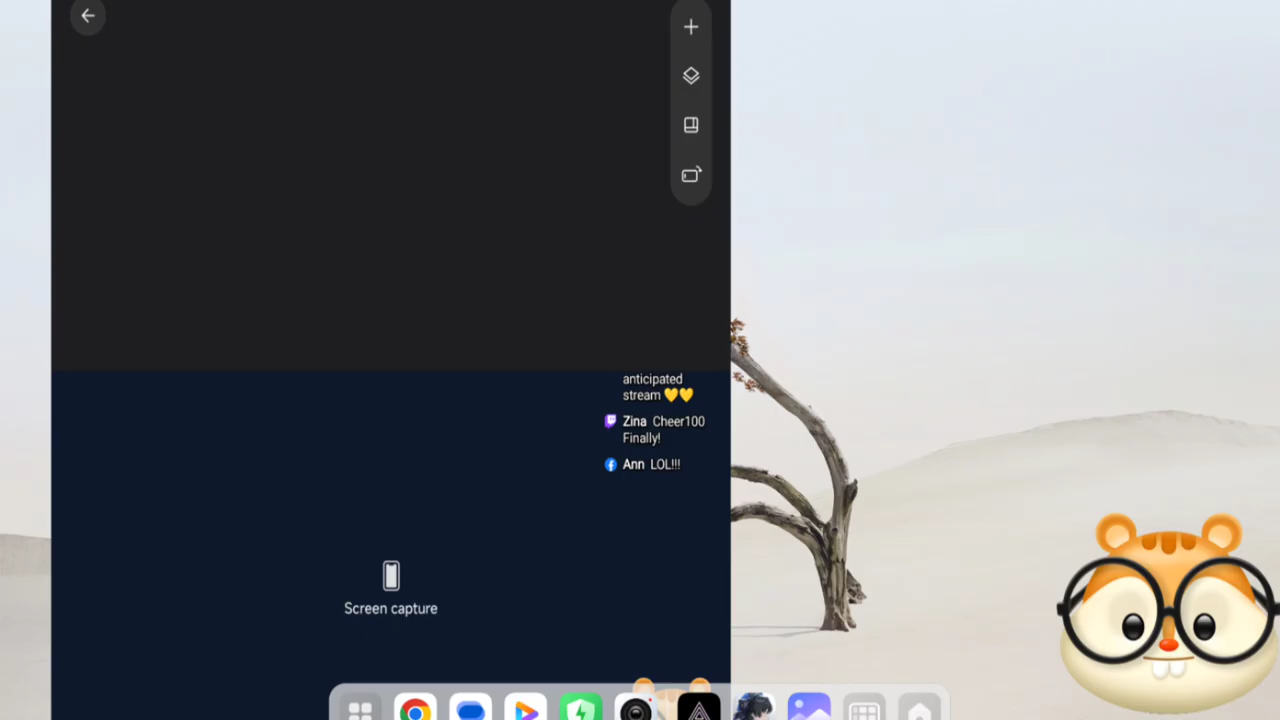 anticipated
stream 💛💛
Zina Cheer100
Finally!
Ann LOL!!!
Screen capture